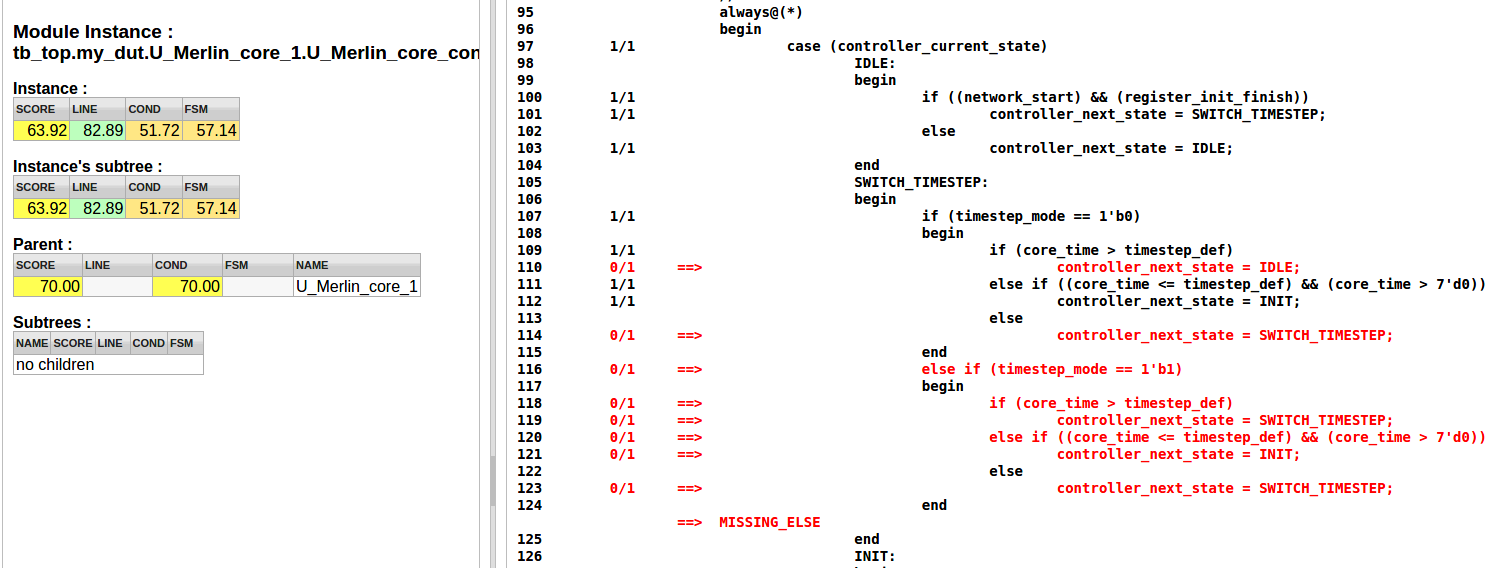 Module Instance :
tb_top.my_dut.U_Merlin_core_1.U_Merlin_core_con
Instance :
SCORE LINE COND FSM
63.92 82.89 51.72 57.14
Instance's subtree :
SCORE LINE COND FSM
63.92 82.89 51.72 57.14
Parent :
SCORE LINE COND FSM NAME
70.00 70.00 U_Merlin_core_1
Subtrees :
NAME SCORE LINE COND FSM
no children
95 always@(*)
96 begin
97 1/1 case (controller_current_state)
98 IDLE:
99 begin
100 1/1 if ((network_start) && (register_init_finish))
101 1/1 controller_next_state = SWITCH_TIMESTEP;
102 else
103 1/1 controller_next_state = IDLE;
104 end
105 SWITCH_TIMESTEP:
106 begin
107 1/1 if (timestep_mode == 1'b0)
108 begin
109 1/1 if (core_time > timestep_def)
110 0/1 ==> controller_next_state = IDLE;
111 1/1 else if ((core_time <= timestep_def) && (core_time > 7'd0))
112 1/1 controller_next_state = INIT;
113 else
114 0/1 ==> controller_next_state = SWITCH_TIMESTEP;
115 end
116 0/1 ==> else if (timestep_mode == 1'b1)
117 begin
118 0/1 ==> if (core_time > timestep_def)
119 0/1 ==> controller_next_state = SWITCH_TIMESTEP;
120 0/1 ==> else if ((core_time <= timestep_def) && (core_time > 7'd0))
121 0/1 ==> controller_next_state = INIT;
122 else
123 0/1 ==> controller_next_state = SWITCH_TIMESTEP;
124 end
==> MISSING_ELSE
125 end
126 INIT: